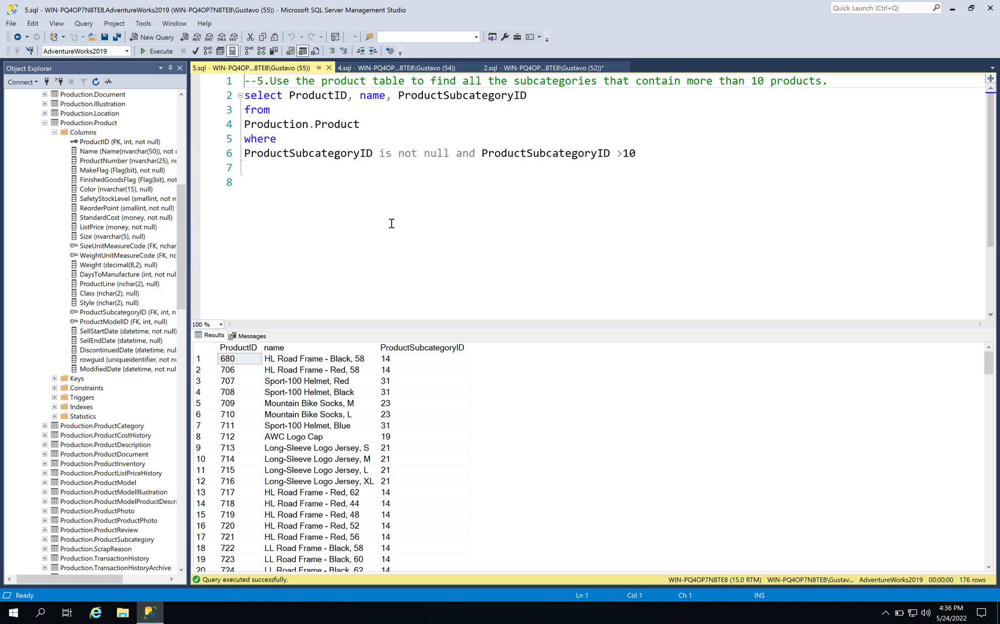 5.sql - WIN-PQ4OP7N8TE8.AdventureWorks2019 (WIN-PQ4OP7N8TE8\Gustavo (55)) - Microsoft SQL Server Management Studio
Quick Launch (Ctrl+Q)
File Edit View Query Project Tools Window Help
New Query
MDX DMX XMLA DAX
AdventureWorks2019
Execute
Object Explorer
Connect
Production.Document
Production.Illustration
Production.Location
Production.Product
Columns
ProductID (PK, int, not null)
Name (Name(nvarchar(50)), not
ProductNumber (nvarchar(25),
MakeFlag (Flag(bit), not null)
FinishedGoodsFlag (Flag(bit), not
Color (nvarchar(15), null)
SafetyStockLevel (smallint, not n
ReorderPoint (smallint, not null)
StandardCost (money, not null)
ListPrice (money, not null)
Size (nvarchar(5), null)
SizeUnitMeasureCode (FK, nchar
WeightUnitMeasureCode (FK, nc
Weight (decimal(8,2), null)
DaysToManufacture (int, not nul
ProductLine (nchar(2), null)
Class (nchar(2), null)
Style (nchar(2), null)
ProductSubcategoryID (FK, int, n
ProductModelID (FK, int, null)
SellStartDate (datetime, not null)
SellEndDate (datetime, null)
DiscontinuedDate (datetime, nul
rowguid (uniqueidentifier, not nu
ModifiedDate (datetime, not nul
Keys
Constraints
Triggers
Indexes
Statistics
Production.ProductCategory
Production.ProductCostHistory
Production.ProductDescription
Production.ProductDocument
Production.ProductInventory
Production.ProductListPriceHistory
Production.ProductModel
Production.ProductModelIllustration
Production.ProductModelProductDescri
Production.ProductPhoto
Production.ProductProductPhoto
Production.ProductReview
Production.ProductSubcategory
Production.ScrapReason
Production.TransactionHistory
Production.TransactionHistoryArchive
5.sql - WIN-PQ4OP...8TE8\Gustavo (55)) 4.sql - WIN-PQ4OP...8TE8\Gustavo (54)) 2.sql - WIN-PQ4OP...8TE8\Gustavo (52))*
1 --5.Use the product table to find all the subcategories that contain more than 10 products.
2 select ProductID, name, ProductSubcategoryID
3 from
4 Production.Product
5 where
6 ProductSubcategoryID is not null and ProductSubcategoryID >10
7
8
100 %
Results Messages
ProductID name ProductSubcategoryID
1 680 HL Road Frame - Black, 58 14
2 706 HL Road Frame - Red, 58 14
3 707 Sport-100 Helmet, Red 31
4 708 Sport-100 Helmet, Black 31
5 709 Mountain Bike Socks, M 23
6 710 Mountain Bike Socks, L 23
7 711 Sport-100 Helmet, Blue 31
8 712 AWC Logo Cap 19
9 713 Long-Sleeve Logo Jersey, S 21
10 714 Long-Sleeve Logo Jersey, M 21
11 715 Long-Sleeve Logo Jersey, L 21
12 716 Long-Sleeve Logo Jersey, XL 21
13 717 HL Road Frame - Red, 62 14
14 718 HL Road Frame - Red, 44 14
15 719 HL Road Frame - Red, 48 14
16 720 HL Road Frame - Red, 52 14
17 721 HL Road Frame - Red, 56 14
18 722 LL Road Frame - Black, 58 14
19 723 LL Road Frame - Black, 60 14
20 724 LL Road Frame - Black, 62 14
Query executed successfully. WIN-PQ4OP7N8TE8 (15.0 RTM) WIN-PQ4OP7N8TE8\Gustav... AdventureWorks2019 00:00:00 176 rows
Ready Ln 1 Col 1 Ch 1 INS
4:36 PM
5/24/2022